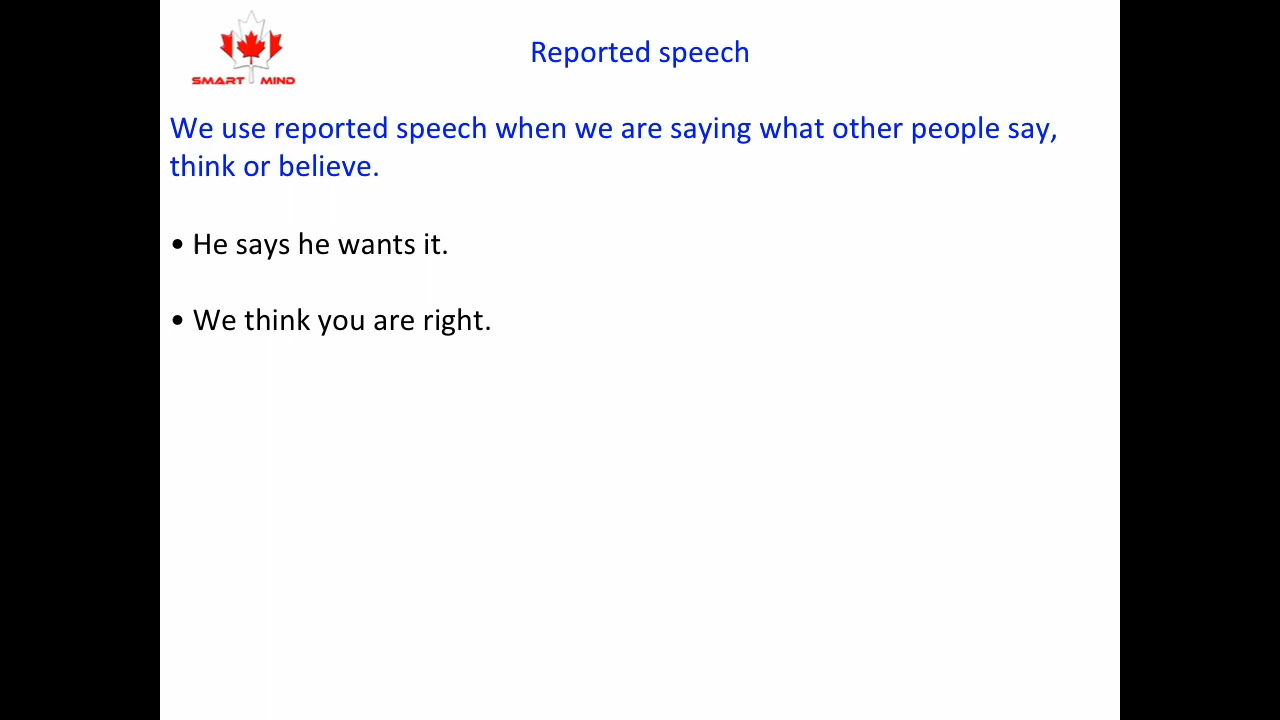 SMART MIND
Reported speech
We use reported speech when we are saying what other people say,
think or believe.
• He says he wants it.
• We think you are right.